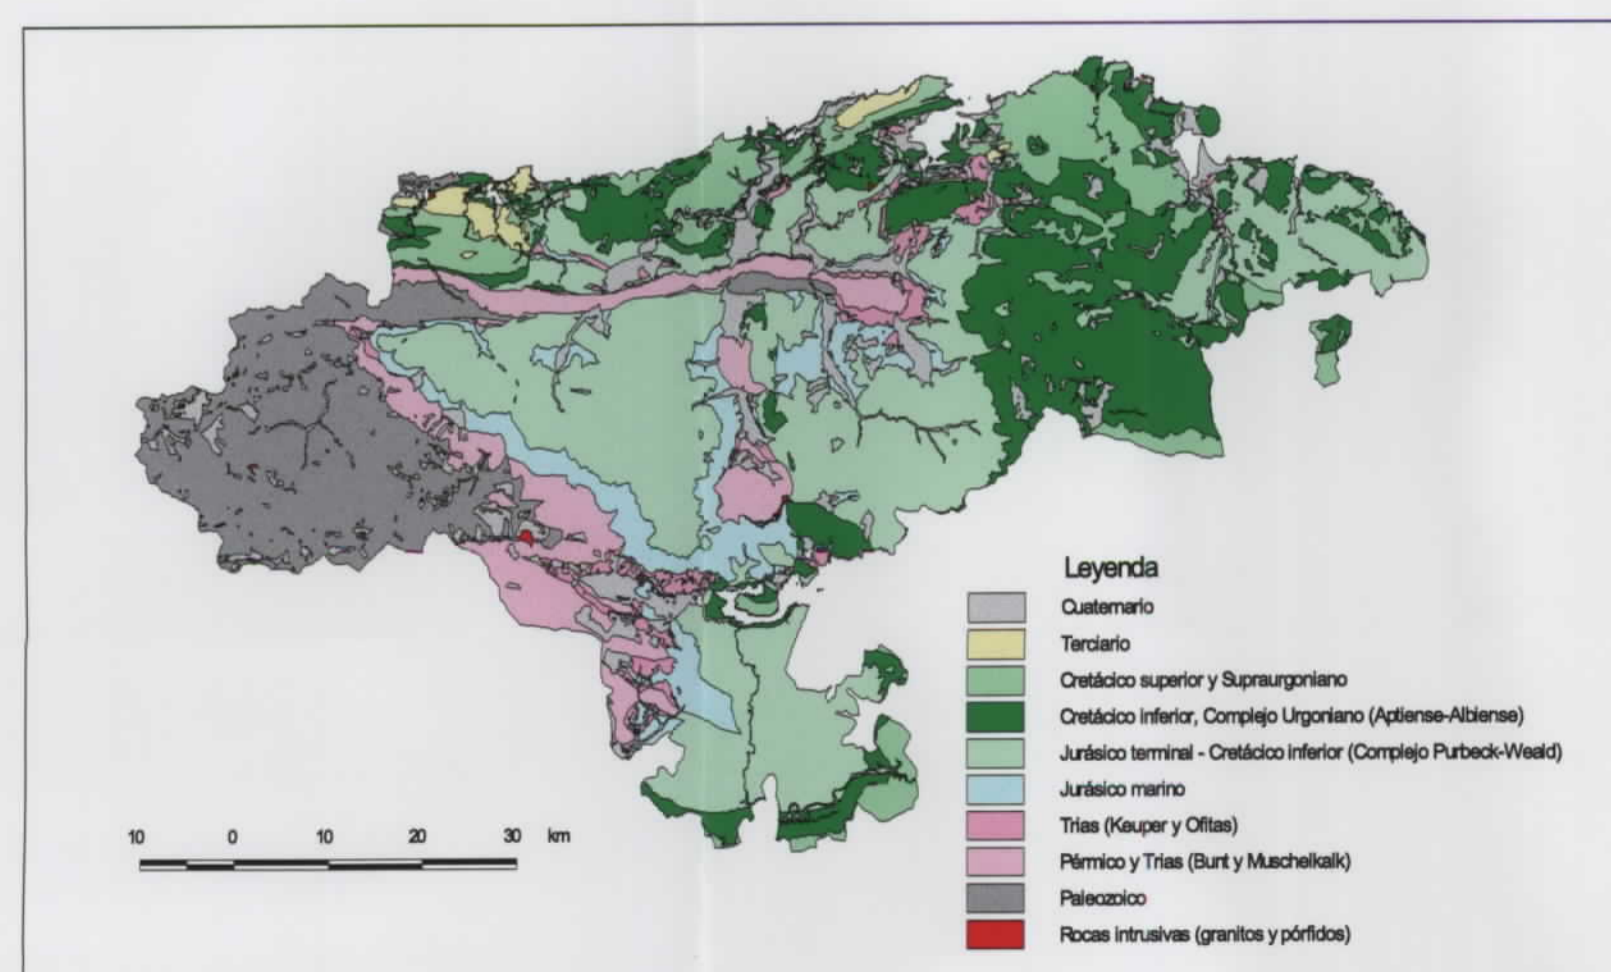 Leyenda
Cuaternario
Terciario
Cretácico superior y Supraurgoniano
Cretácico inferior, Complejo Urgoniano (Aptiense-Albiense)
Jurásico terminal - Cretácico inferior (Complejo Purbeck-Weald)
Jurásico marino
Trias (Keuper y Ofitas)
Pérmico y Trias (Bunt y Muschelkalk)
Paleozoico
Rocas intrusivas (granitos y pórfidos)
10 0 10 20 30 km